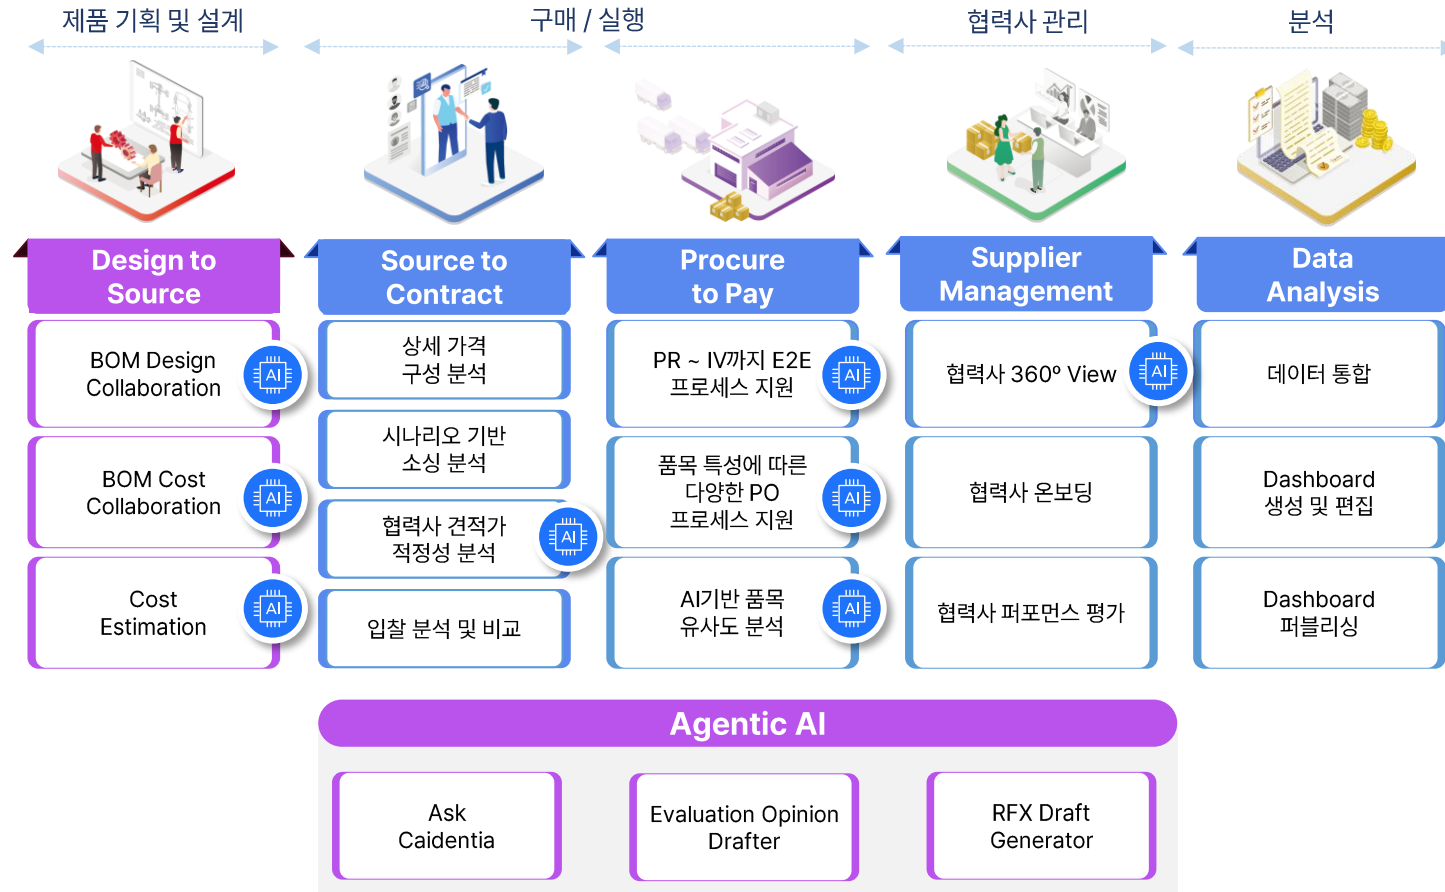 제품 기획 및 설계
구매 / 실행
협력사 관리
분석
Design to
Source
Source to
Contract
Procure
to Pay
Supplier
Management
Data
Analysis
BOM Design
Collaboration
AI
BOM Cost
Collaboration
AI
Cost
Estimation
AI
상세 가격
구성 분석
시나리오 기반
소싱 분석
협력사 견적가
적정성 분석
AI
입찰 분석 및 비교
PR ~ IV까지 E2E
프로세스 지원
AI
품목 특성에 따른
다양한 PO
프로세스 지원
AI
AI기반 품목
유사도 분석
AI
협력사 360º View
AI
협력사 온보딩
협력사 퍼포먼스 평가
데이터 통합
Dashboard
생성 및 편집
Dashboard
퍼블리싱
Agentic AI
Ask
Caidentia
Evaluation Opinion
Drafter
RFX Draft
Generator